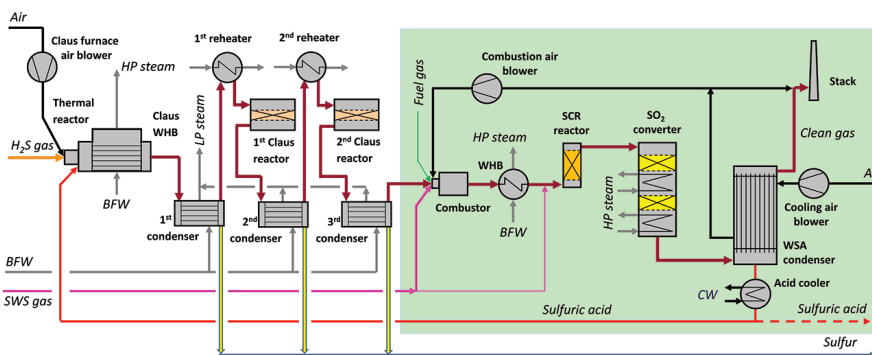 Air
Claus furnace
air blower
Thermal
reactor
H2S gas
HP steam
Claus
WHB
BFW
1st reheater
2nd reheater
LP steam
1st Claus
reactor
2nd Claus
reactor
1st
condenser
2nd
condenser
3rd
condenser
BFW
SWS gas
Fuel gas
Combustion air
blower
Combustor
HP steam
WHB
BFW
SCR
reactor
SO2
converter
HP steam
Stack
Clean gas
A
Cooling air
blower
WSA
condenser
Acid cooler
CW
Sulfuric acid
Sulfuric acid
Sulfur